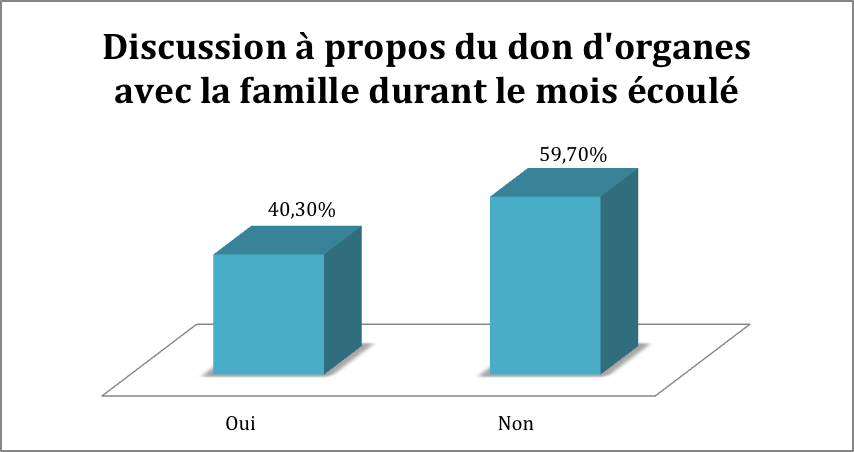 Discussion à propos du don d'organes
avec la famille durant le mois écoulé
59,70%
40,30%
Oui
Non